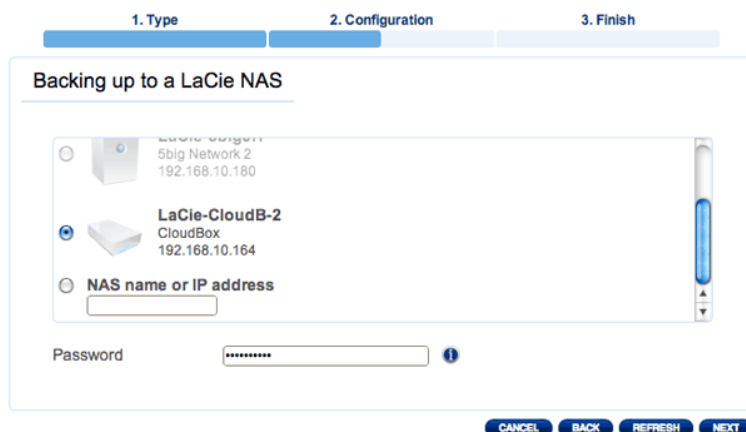 1. Type
2. Configuration
3. Finish
Backing up to a LaCie NAS
5big Network 2
192.168.10.180
LaCie-CloudB-2
CloudBox
192.168.10.164
NAS name or IP address
Password
CANCEL
BACK
REFRESH
NEXT